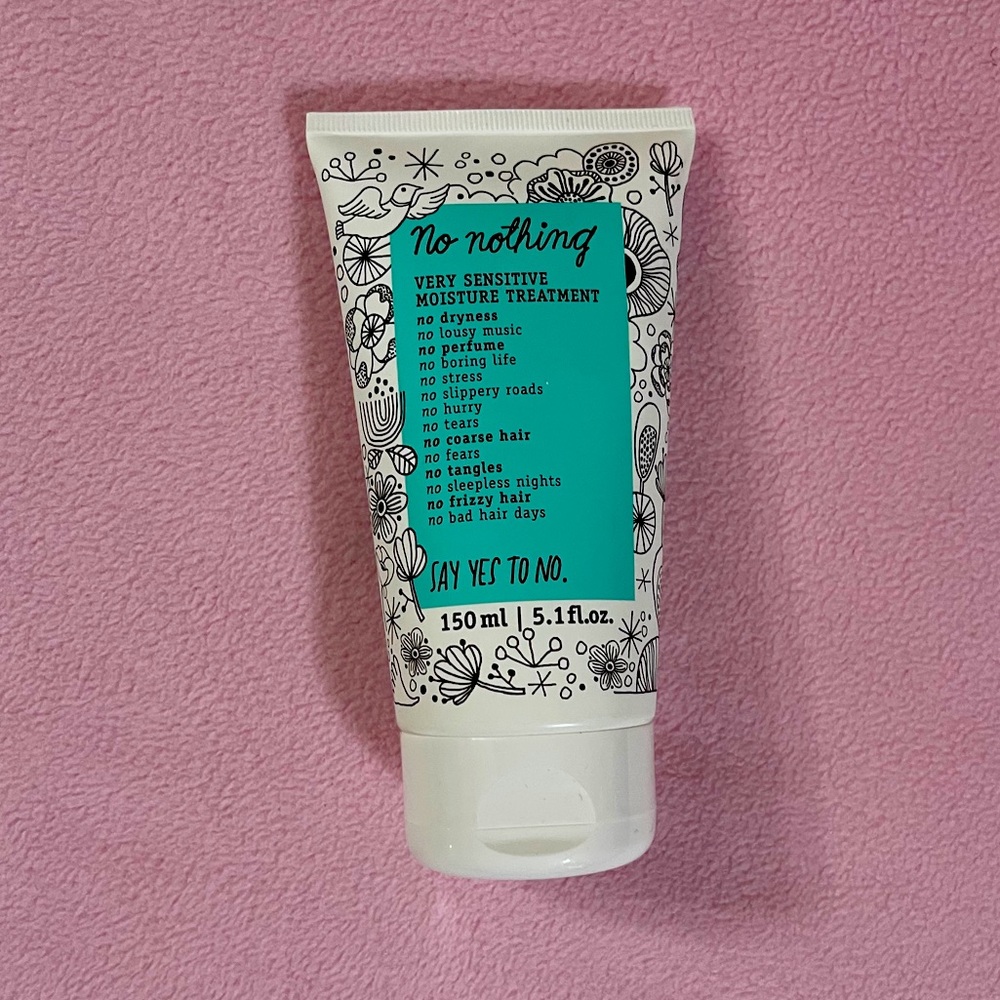 No nothing
VERY SENSITIVE
MOISTURE TREATMENT
no dryness
no lousy music
no perfume
no boring life
no stress
no slippery roads
no hurry
no tears
no coarse hair
no fears
no tangles
no sleepless nights
no frizzy hair
no bad hair days
SAY YES TO NO.
150 ml | 5.1 fl.oz.